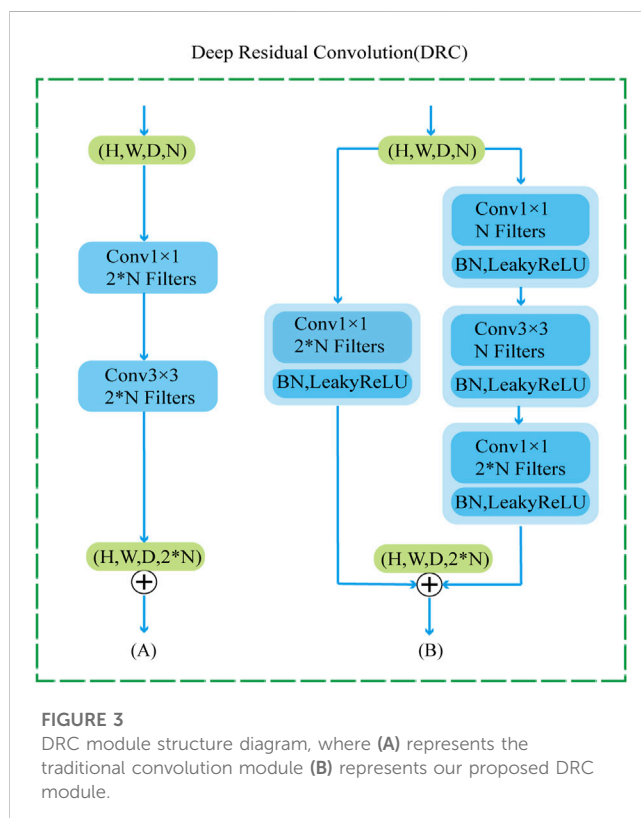 Deep Residual Convolution(DRC)
(H,W,D,N)
Conv1×1
2*N Filters
Conv3×3
2*N Filters
(H,W,D,2*N)
(A)
(H,W,D,N)
Conv1×1
2*N Filters
BN,LeakyReLU
Conv1×1
N Filters
BN,LeakyReLU
Conv3×3
N Filters
BN,LeakyReLU
Conv1×1
2*N Filters
BN,LeakyReLU
(H,W,D,2*N)
(B)
FIGURE 3
DRC module structure diagram, where (A) represents the
traditional convolution module (B) represents our proposed DRC
module.